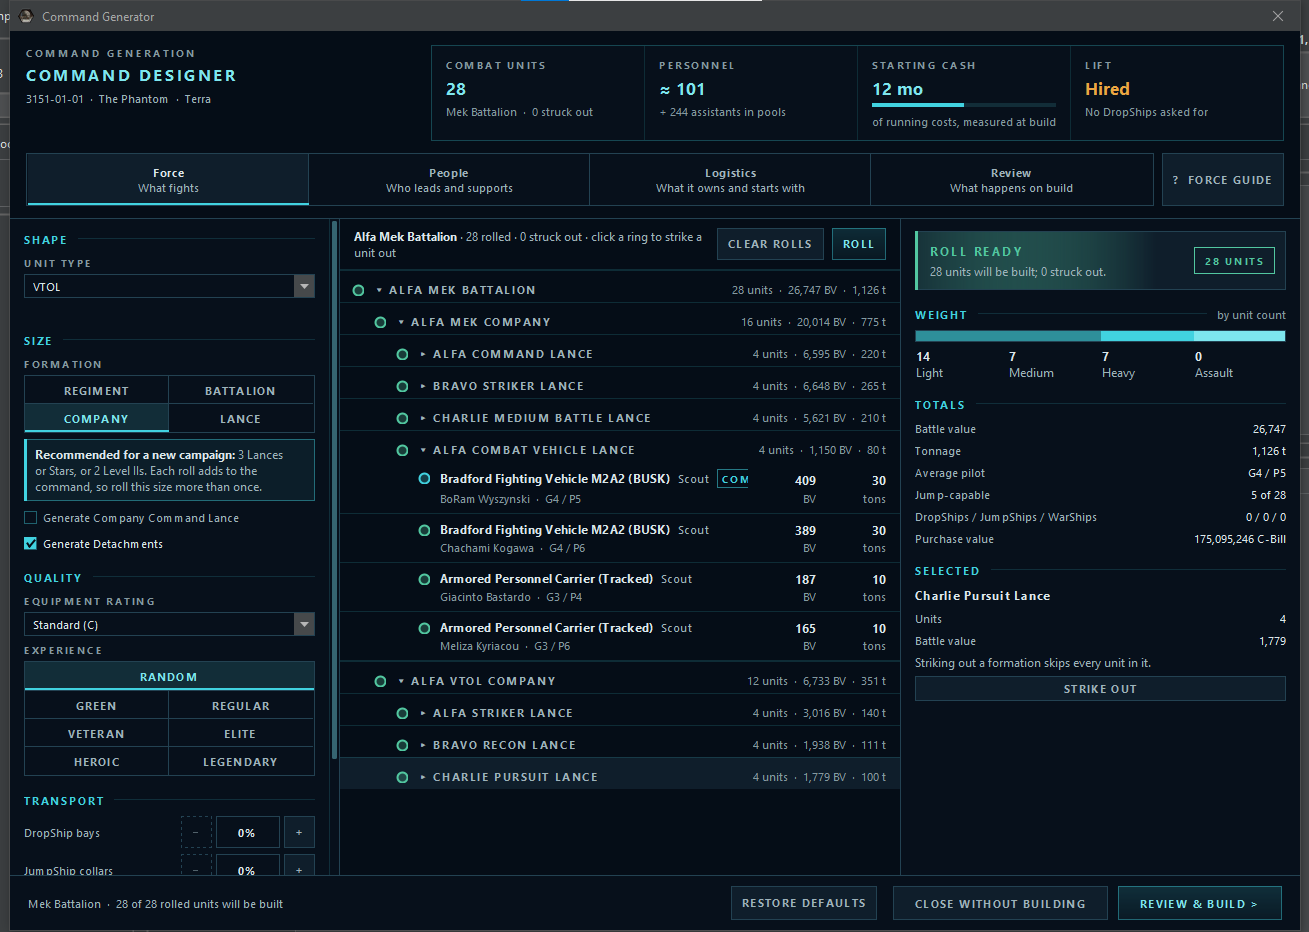 Command Generator
COMMAND GENERATION
COMMAND DESIGNER
3151-01-01 · The Phantom · Terra
COMBAT UNITS
28
Mek Battalion · 0 struck out
PERSONNEL
≈ 101
+ 244 assistants in pools
STARTING CASH
12 mo
of running costs, measured at build
LIFT
Hired
No DropShips asked for
Force
What fights
People
Who leads and supports
Logistics
What it owns and starts with
Review
What happens on build
? FORCE GUIDE
SHAPE
UNIT TYPE
VTOL
SIZE
FORMATION
REGIMENT
BATTALION
COMPANY
LANCE
Recommended for a new campaign: 3 Lances
or Stars, or 2 Level IIs. Each roll adds to the
command, so roll this size more than once.
Generate Company Command Lance
Generate Detachments
QUALITY
EQUIPMENT RATING
Standard (C)
EXPERIENCE
RANDOM
GREEN
REGULAR
VETERAN
ELITE
HEROIC
LEGENDARY
TRANSPORT
DropShip bays
−
0%
+
JumpShip collars
−
0%
+
Alfa Mek Battalion · 28 rolled · 0 struck out · click a ring to strike a
unit out
CLEAR ROLLS
ROLL
ALFA MEK BATTALION
28 units · 26,747 BV · 1,126 t
ALFA MEK COMPANY
16 units · 20,014 BV · 775 t
ALFA COMMAND LANCE
4 units · 6,595 BV · 220 t
BRAVO STRIKER LANCE
4 units · 6,648 BV · 265 t
CHARLIE MEDIUM BATTLE LANCE
4 units · 5,621 BV · 210 t
ALFA COMBAT VEHICLE LANCE
4 units · 1,150 BV · 80 t
Bradford Fighting Vehicle M2A2 (BUSK) Scout COM
409
30
BoRam Wyszynski · G4 / P5
BV
tons
Bradford Fighting Vehicle M2A2 (BUSK) Scout
389
30
Chachami Kogawa · G4 / P6
BV
tons
Armored Personnel Carrier (Tracked) Scout
187
10
Giacinto Bastardo · G3 / P4
BV
tons
Armored Personnel Carrier (Tracked) Scout
165
10
Meliza Kyriacou · G3 / P6
BV
tons
ALFA VTOL COMPANY
12 units · 6,733 BV · 351 t
ALFA STRIKER LANCE
4 units · 3,016 BV · 140 t
BRAVO RECON LANCE
4 units · 1,938 BV · 111 t
CHARLIE PURSUIT LANCE
4 units · 1,779 BV · 100 t
ROLL READY
28 units will be built; 0 struck out.
28 UNITS
WEIGHT
by unit count
14
7
7
0
Light
Medium
Heavy
Assault
TOTALS
Battle value
26,747
Tonnage
1,126 t
Average pilot
G4 / P5
Jump-capable
5 of 28
DropShips / JumpShips / WarShips
0 / 0 / 0
Purchase value
175,095,246 C-Bill
SELECTED
Charlie Pursuit Lance
Units
4
Battle value
1,779
Striking out a formation skips every unit in it.
STRIKE OUT
Mek Battalion · 28 of 28 rolled units will be built
RESTORE DEFAULTS
CLOSE WITHOUT BUILDING
REVIEW & BUILD >